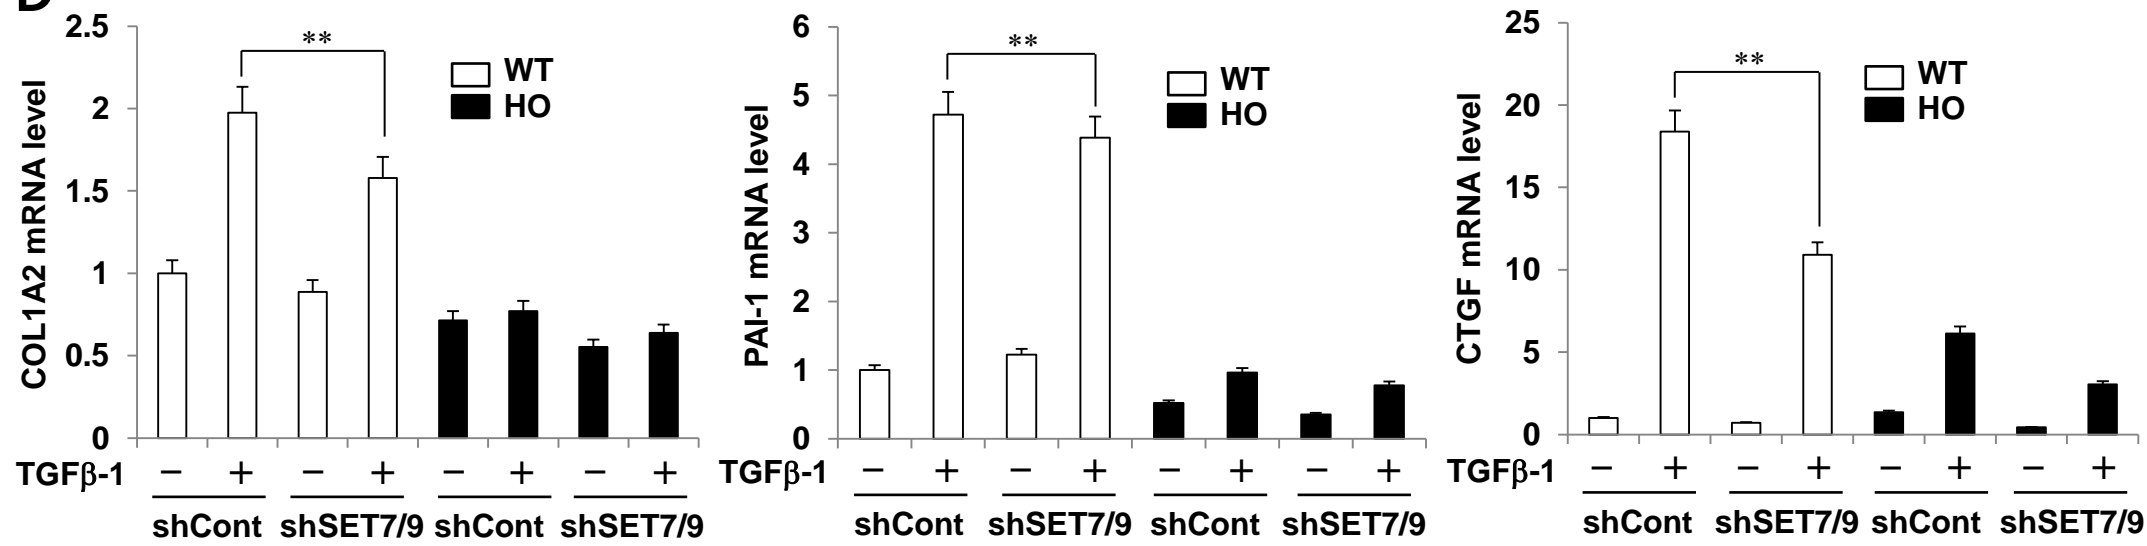 D
COL1A2 mRNA level
2.5
2
1.5
1
0.5
0
**
WT
HO
TGFβ-1 − + − + − + − +
shCont shSET7/9 shCont shSET7/9
PAI-1 mRNA level
6
5
4
3
2
1
0
**
WT
HO
TGFβ-1 − + − + − + − +
shCont shSET7/9 shCont shSET7/9
CTGF mRNA level
25
20
15
10
5
0
**
WT
HO
TGFβ-1 − + − + − + − +
shCont shSET7/9 shCont shSET7/9